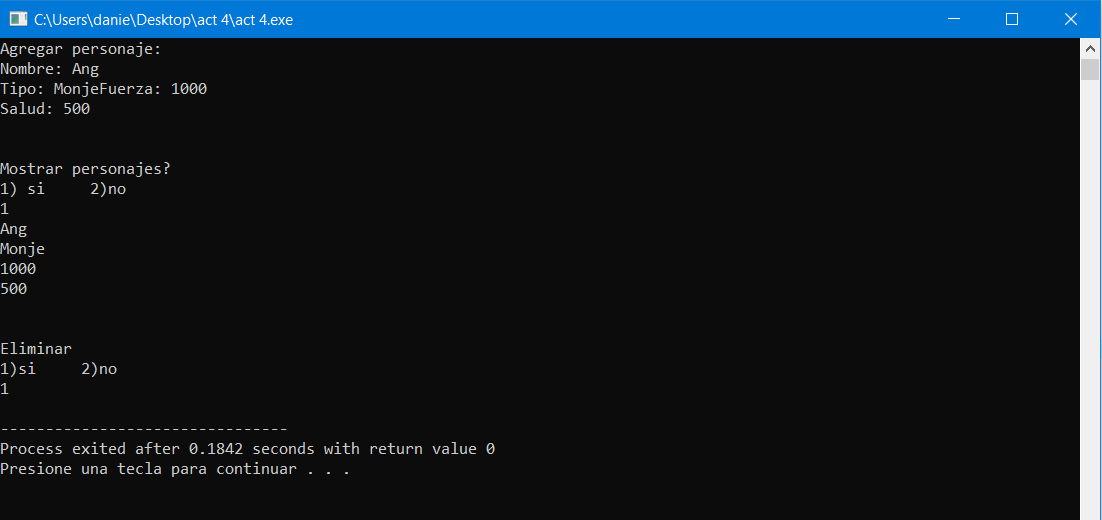 C:\Users\danie\Desktop\act 4\act 4.exe
Agregar personaje:
Nombre: Ang
Tipo: MonjeFuerza: 1000
Salud: 500
Mostrar personajes?
1) si     2)no
1
Ang
Monje
1000
500
Eliminar
1)si     2)no
1
--------------------------------
Process exited after 0.1842 seconds with return value 0
Presione una tecla para continuar . . .